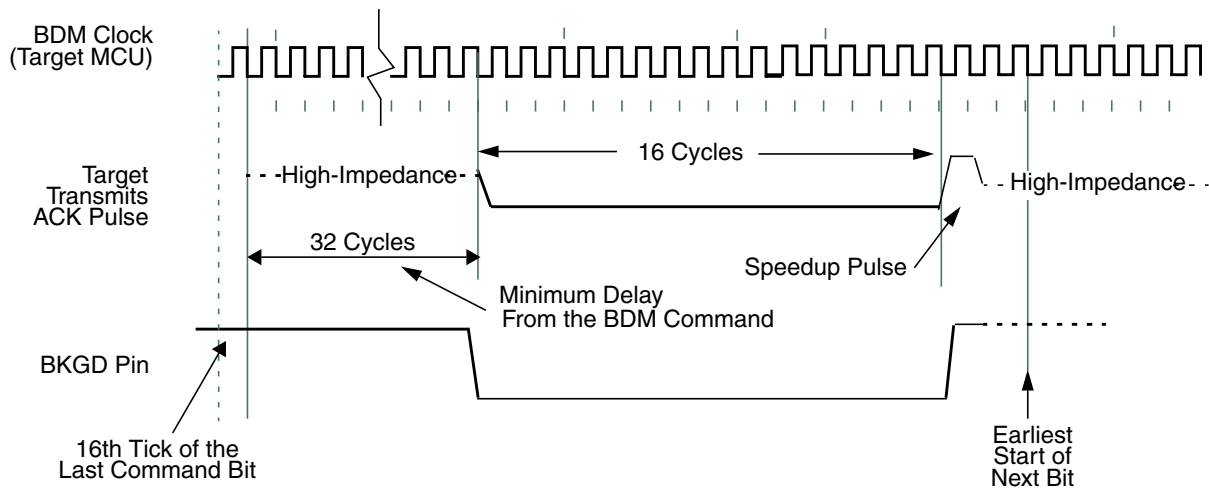 BDM Clock
(Target MCU)
Target
Transmits
ACK Pulse
High-Impedance
16 Cycles
High-Impedance
32 Cycles
Speedup Pulse
Minimum Delay
From the BDM Command
BKGD Pin
16th Tick of the
Last Command Bit
Earliest
Start of
Next Bit